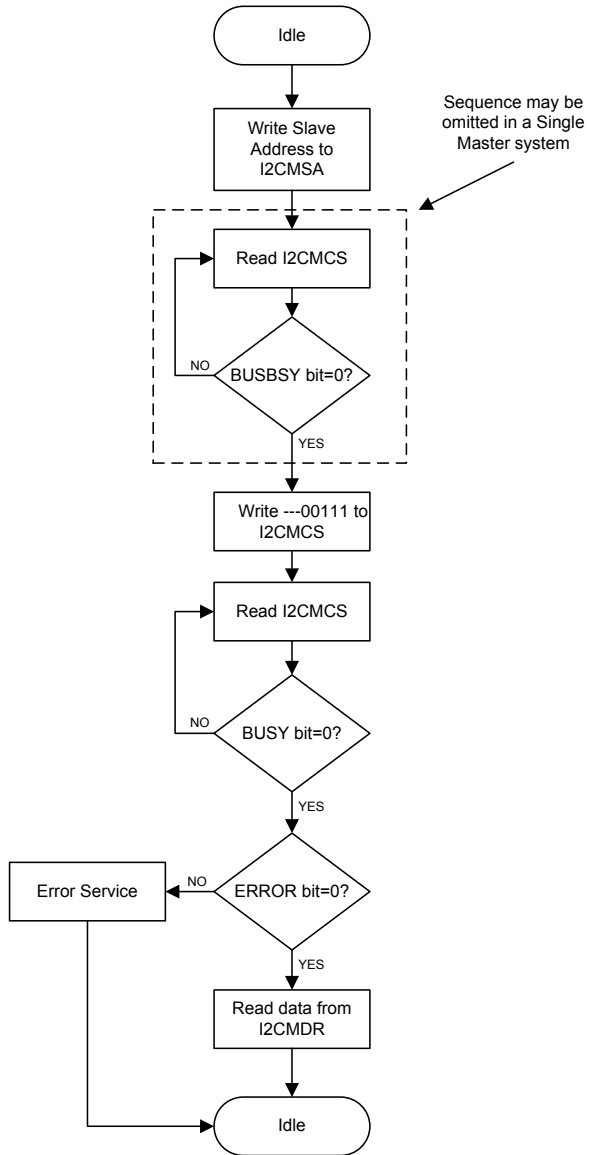 Idle
Write Slave
Address to
I2CMSA
Sequence may be
omitted in a Single
Master system
Read I2CMCS
BUSBSY bit=0?
NO
YES
Write ---00111 to
I2CMCS
Read I2CMCS
BUSY bit=0?
NO
YES
ERROR bit=0?
NO
Error Service
YES
Read data from
I2CMDR
Idle